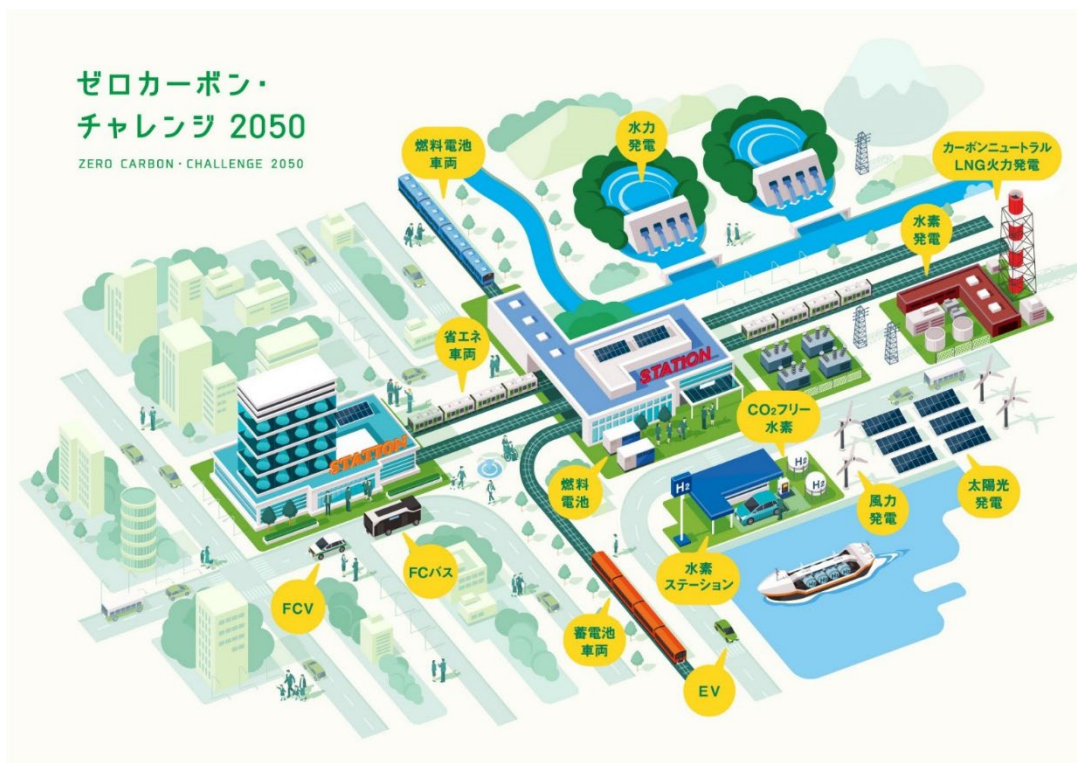 ゼロカーボン・
チャレンジ 2050
ZERO CARBON・CHALLENGE 2050
燃料電池
車両
水力
発電
カーボンニュートラル
LNG火力発電
水素
発電
省エネ
車両
STATION
STATION
CO₂フリー
水素
H₂
H₂
H₂
燃料
電池
風力
発電
太陽光
発電
水素
ステーション
FCバス
FCV
蓄電池
車両
EV